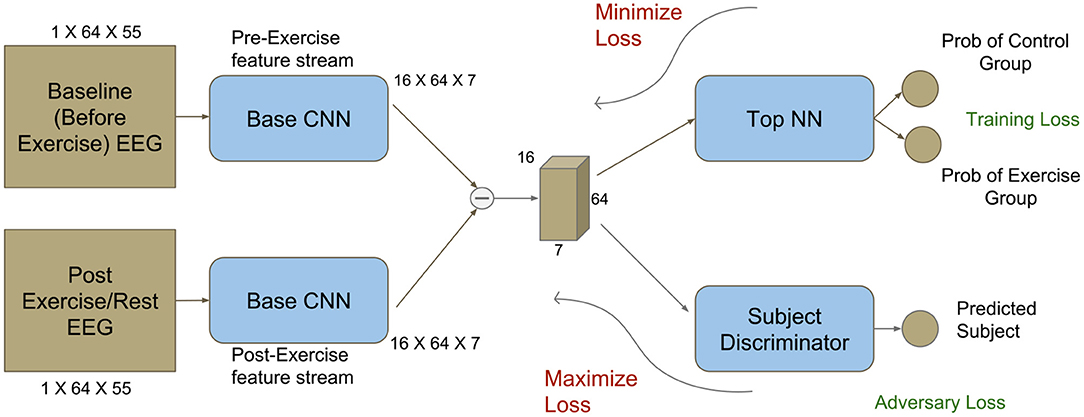 1 X 64 X 55
Baseline
(Before
Exercise) EEG
Pre-Exercise
feature stream
Base CNN
16 X 64 X 7
Post
Exercise/Rest
EEG
1 X 64 X 55
Base CNN
Post-Exercise
feature stream
16 X 64 X 7
−
16
64
7
Minimize
Loss
Top NN
Prob of Control
Group
Training Loss
Prob of Exercise
Group
Maximize
Loss
Subject
Discriminator
Predicted
Subject
Adversary Loss